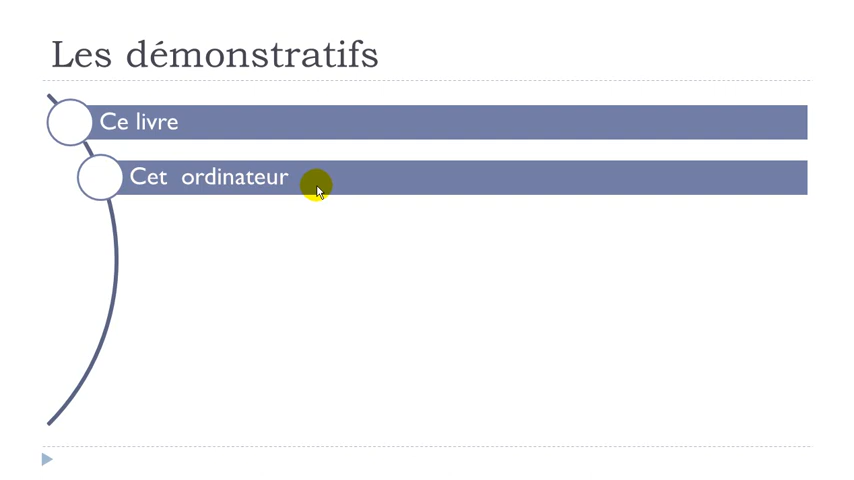 Les démonstratifs
Ce livre
Cet ordinateur